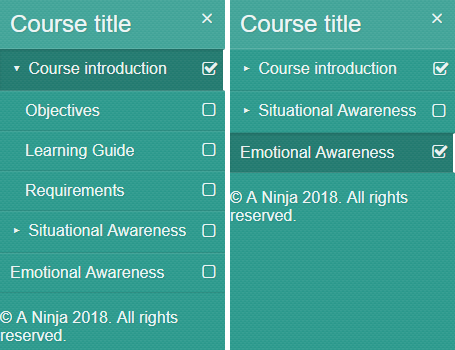 Course title ×
▾ Course introduction
Objectives
Learning Guide
Requirements
▸ Situational Awareness
Emotional Awareness
© A Ninja 2018. All rights
reserved.
Course title ×
▸ Course introduction
▸ Situational Awareness
Emotional Awareness
© A Ninja 2018. All rights
reserved.